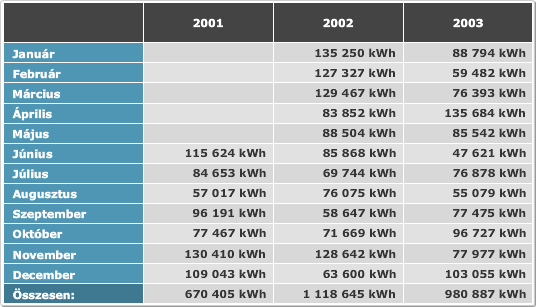 2001 2002 2003
Január 135 250 kWh 88 794 kWh
Február 127 327 kWh 59 482 kWh
Március 129 467 kWh 76 393 kWh
Április 83 852 kWh 135 684 kWh
Május 88 504 kWh 85 542 kWh
Június 115 624 kWh 85 868 kWh 47 621 kWh
Július 84 653 kWh 69 744 kWh 76 878 kWh
Augusztus 57 017 kWh 76 075 kWh 55 079 kWh
Szeptember 96 191 kWh 58 647 kWh 77 475 kWh
Október 77 467 kWh 71 669 kWh 96 727 kWh
November 130 410 kWh 128 642 kWh 77 977 kWh
December 109 043 kWh 63 600 kWh 103 055 kWh
Összesen: 670 405 kWh 1 118 645 kWh 980 887 kWh